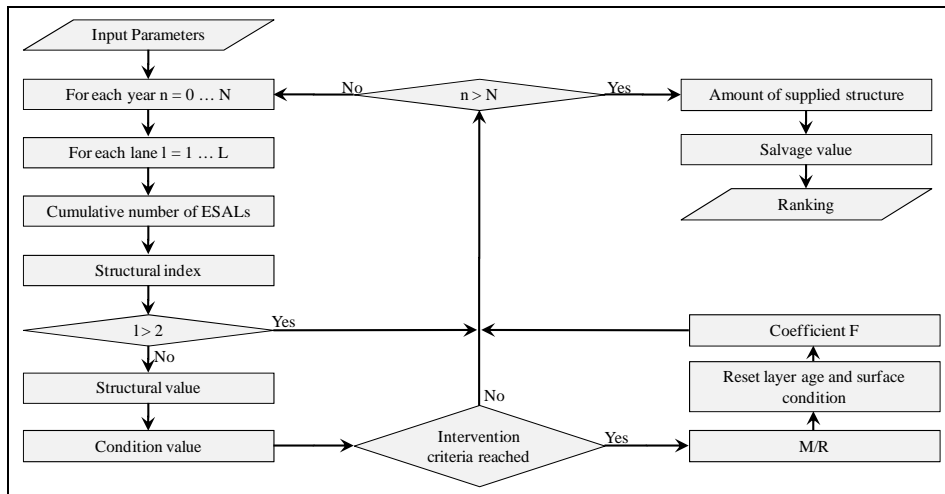 Input Parameters
For each year n = 0 … N
For each lane l = 1 … L
Cumulative number of ESALs
Structural index
l > 2
Yes
No
Structural value
Condition value
Intervention
criteria reached
No
Yes
M/R
Reset layer age and surface
condition
Coefficient F
n > N
No
Yes
Amount of supplied structure
Salvage value
Ranking